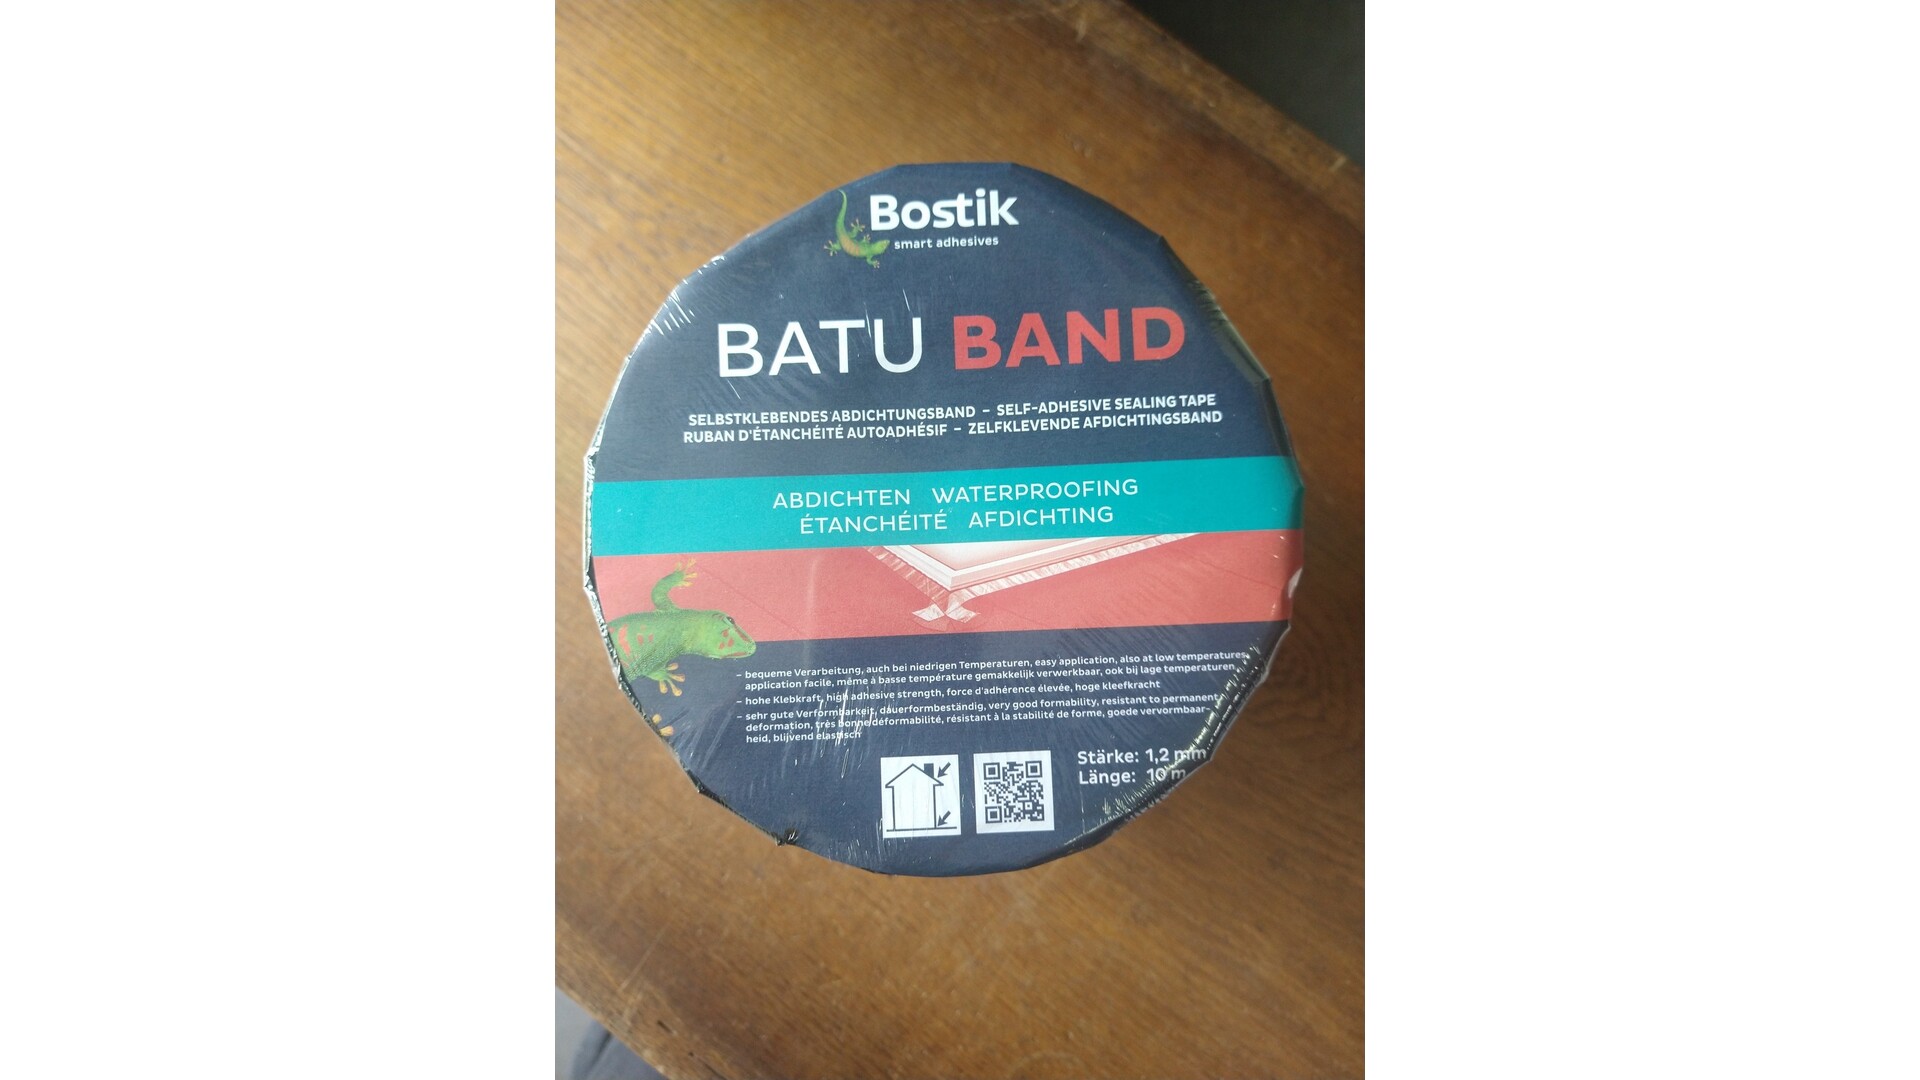 Bostik
smart adhesives
BATU BAND
SELBSTKLEBENDES ABDICHTUNGSBAND – SELF-ADHESIVE SEALING TAPE
RUBAN D'ÉTANCHÉITÉ AUTOADHÉSIF – ZELFKLEVENDE AFDICHTINGSBAND
ABDICHTEN WATERPROOFING
ÉTANCHÉITÉ AFDICHTING
– bequeme Verarbeitung, auch bei niedrigen Temperaturen, easy application, also at low temperatures,
application facile, même à basse température gemakkelijk verwerkbaar, ook bij lage temperaturen
– hohe Klebkraft, high adhesive strength, force d'adhérence élevée, hoge kleefkracht
– sehr gute Verformbarkeit, dauerformbeständig, very good formability, resistant to permanent
deformation, très bonne déformabilité, résistant à la stabilité de forme, goede vervormbaar-
heid, blijvend elastisch
Stärke: 1,2 mm
Länge: 10 m